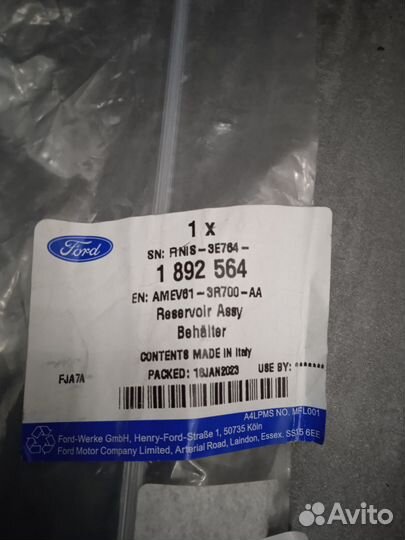 1 x
SN: FINIS-3E764-
Ford
1 892 564
EN: AMEV61-3R700-AA
Reservoir Assy
Behälter
CONTENTS MADE IN Italy
FJA7A
PACKED: 16JAN2023 USE BY: *******
A4LPMS NO. MFL001
Ford-Werke GmbH, Henry-Ford-Straße 1, 50735 Köln
Ford Motor Company Limited, Arterial Road, Laindon, Essex. SS15 6EE
Avito